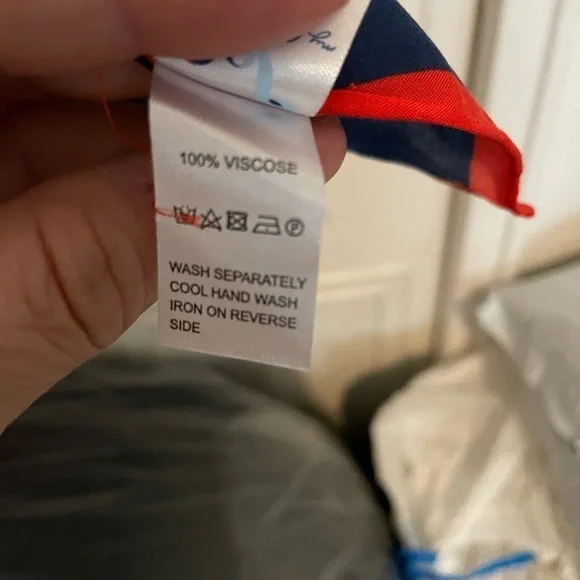 100% VISCOSE
P
WASH SEPARATELY
COOL HAND WASH
IRON ON REVERSE
SIDE